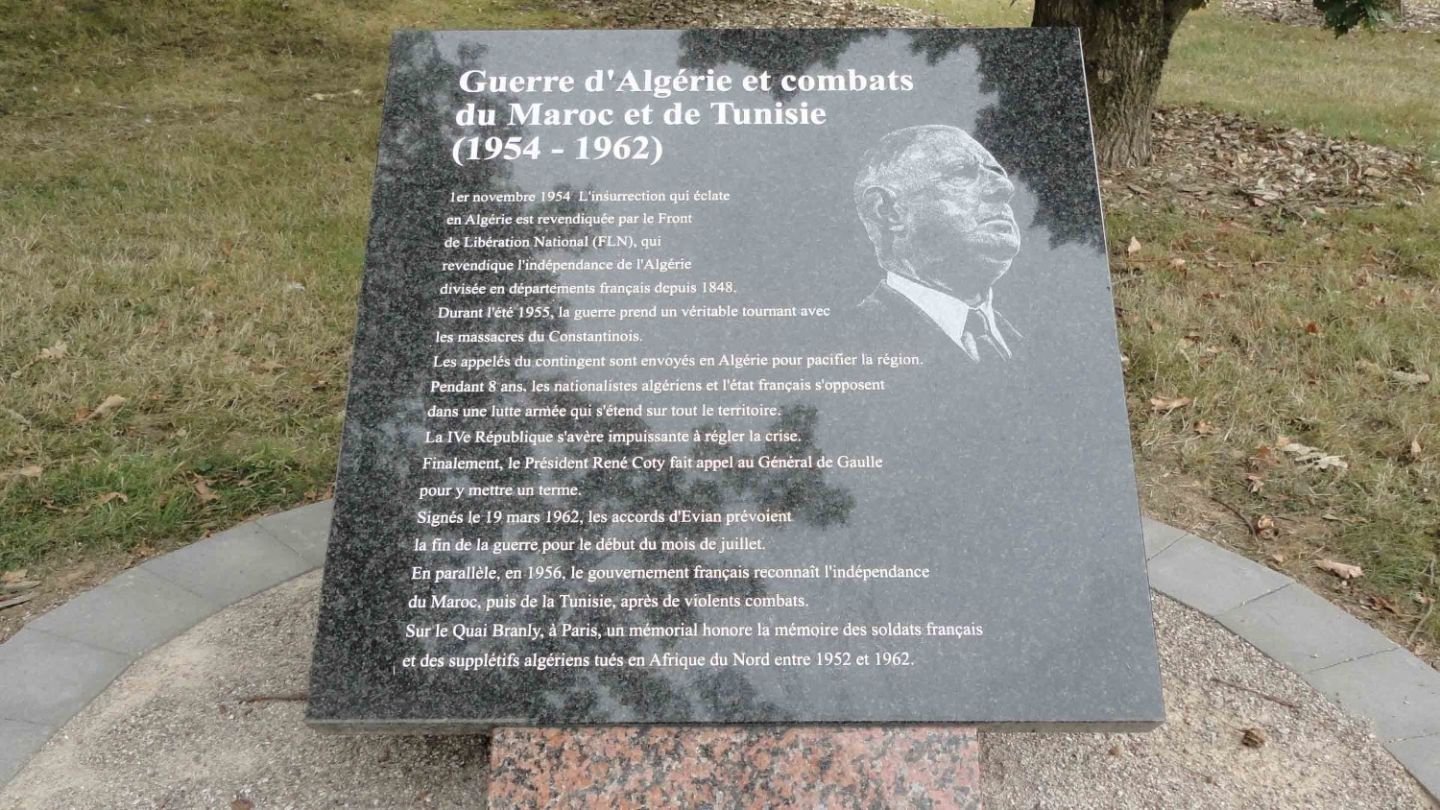 Guerre d'Algérie et combats
du Maroc et de Tunisie
(1954 - 1962)
1er novembre 1954 L'insurrection qui éclate
en Algérie est revendiquée par le Front
de Libération National (FLN), qui
revendique l'indépendance de l'Algérie
divisée en départements français depuis 1848.
Durant l'été 1955, la guerre prend un véritable tournant avec
les massacres du Constantinois.
Les appelés du contingent sont envoyés en Algérie pour pacifier la région.
Pendant 8 ans, les nationalistes algériens et l'état français s'opposent
dans une lutte armée qui s'étend sur tout le territoire.
La IVe République s'avère impuissante à régler la crise.
Finalement, le Président René Coty fait appel au Général de Gaulle
pour y mettre un terme.
Signés le 19 mars 1962, les accords d'Evian prévoient
la fin de la guerre pour le début du mois de juillet.
En parallèle, en 1956, le gouvernement français reconnaît l'indépendance
du Maroc, puis de la Tunisie, après de violents combats.
Sur le Quai Branly, à Paris, un mémorial honore la mémoire des soldats français
et des supplétifs algériens tués en Afrique du Nord entre 1952 et 1962.